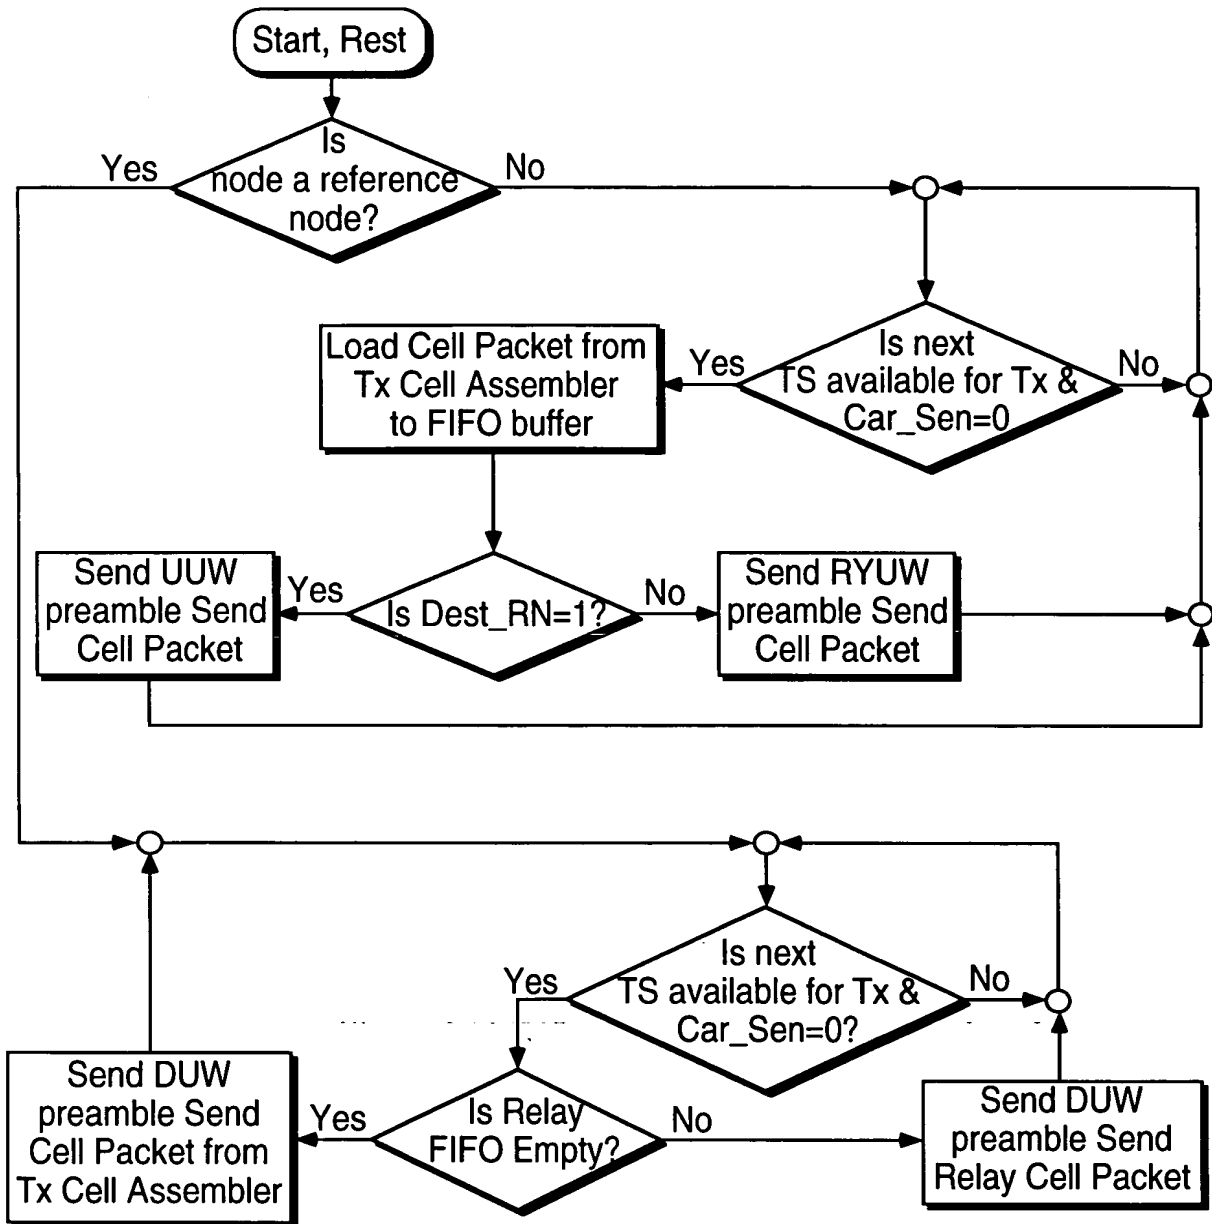 Start, Rest
Is
node a reference
node?
Yes
No
Is next
TS available for Tx &
Car_Sen=0
Yes
No
Load Cell Packet from
Tx Cell Assembler
to FIFO buffer
Is Dest_RN=1?
Yes
No
Send UUW
preamble Send
Cell Packet
Send RYUW
preamble Send
Cell Packet
Is next
TS available for Tx &
Car_Sen=0?
Yes
No
Is Relay
FIFO Empty?
Yes
No
Send DUW
preamble Send
Cell Packet from
Tx Cell Assembler
Send DUW
preamble Send
Relay Cell Packet